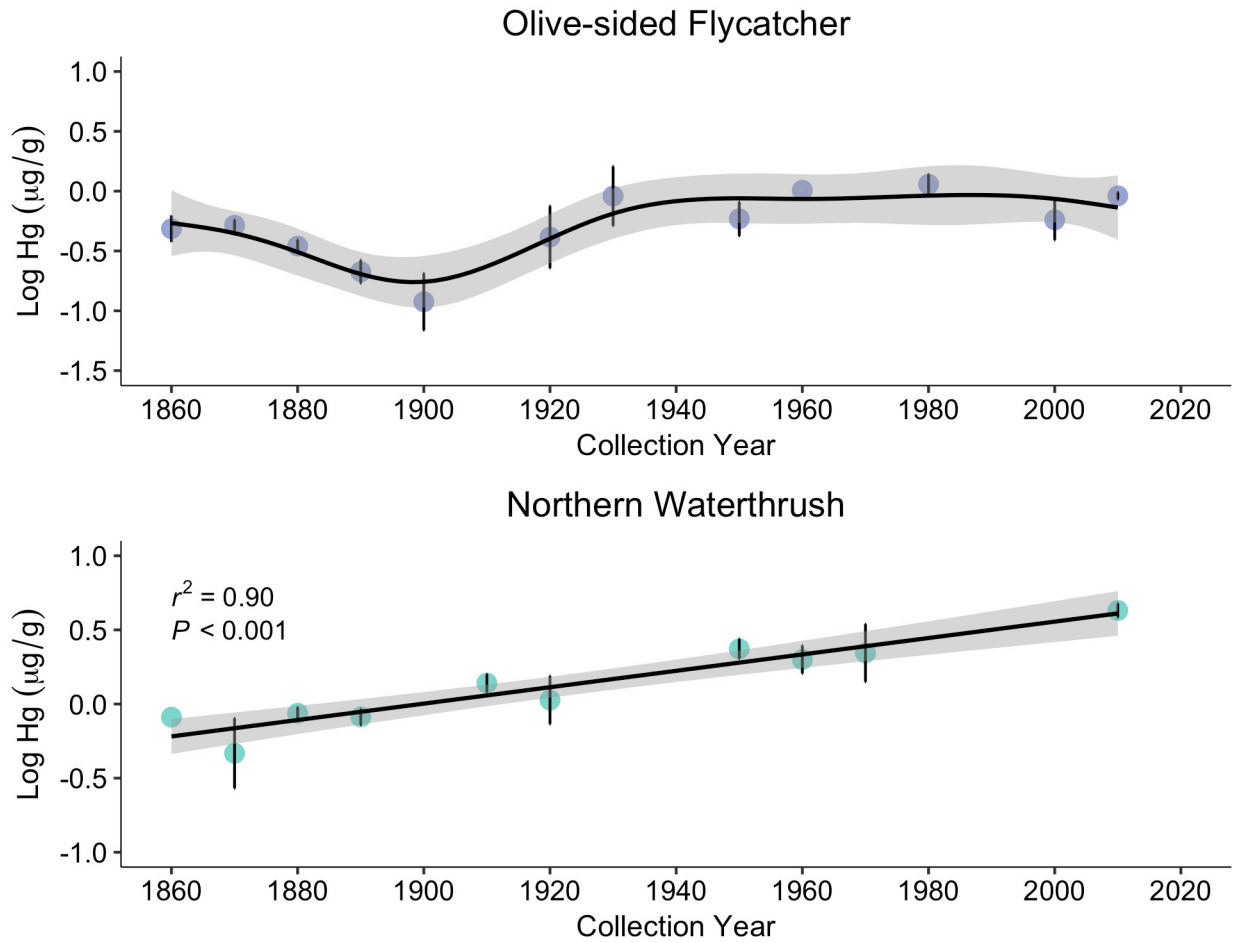 Olive-sided Flycatcher
Log Hg (μg/g)
1.0
0.5
0.0
-0.5
-1.0
-1.5
1860 1880 1900 1920 1940 1960 1980 2000 2020
Collection Year
Northern Waterthrush
Log Hg (μg/g)
1.0
0.5
0.0
-0.5
-1.0
r² = 0.90
P < 0.001
1860 1880 1900 1920 1940 1960 1980 2000 2020
Collection Year